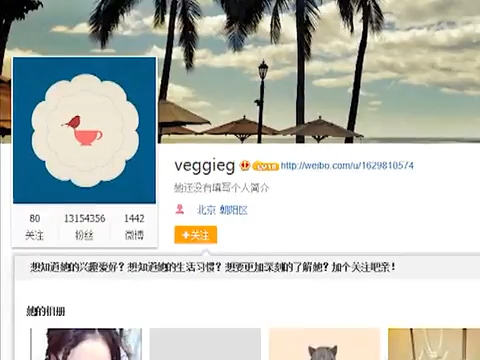 veggieg http://weibo.com/u/1629810574
她还没有填写个人简介
北京 朝阳区
80 13154356 1442
关注 粉丝 微博
+关注
想知道她的兴趣爱好？想知道她的生活习惯？想要更加深刻的了解她？加个关注吧亲！
她的相册